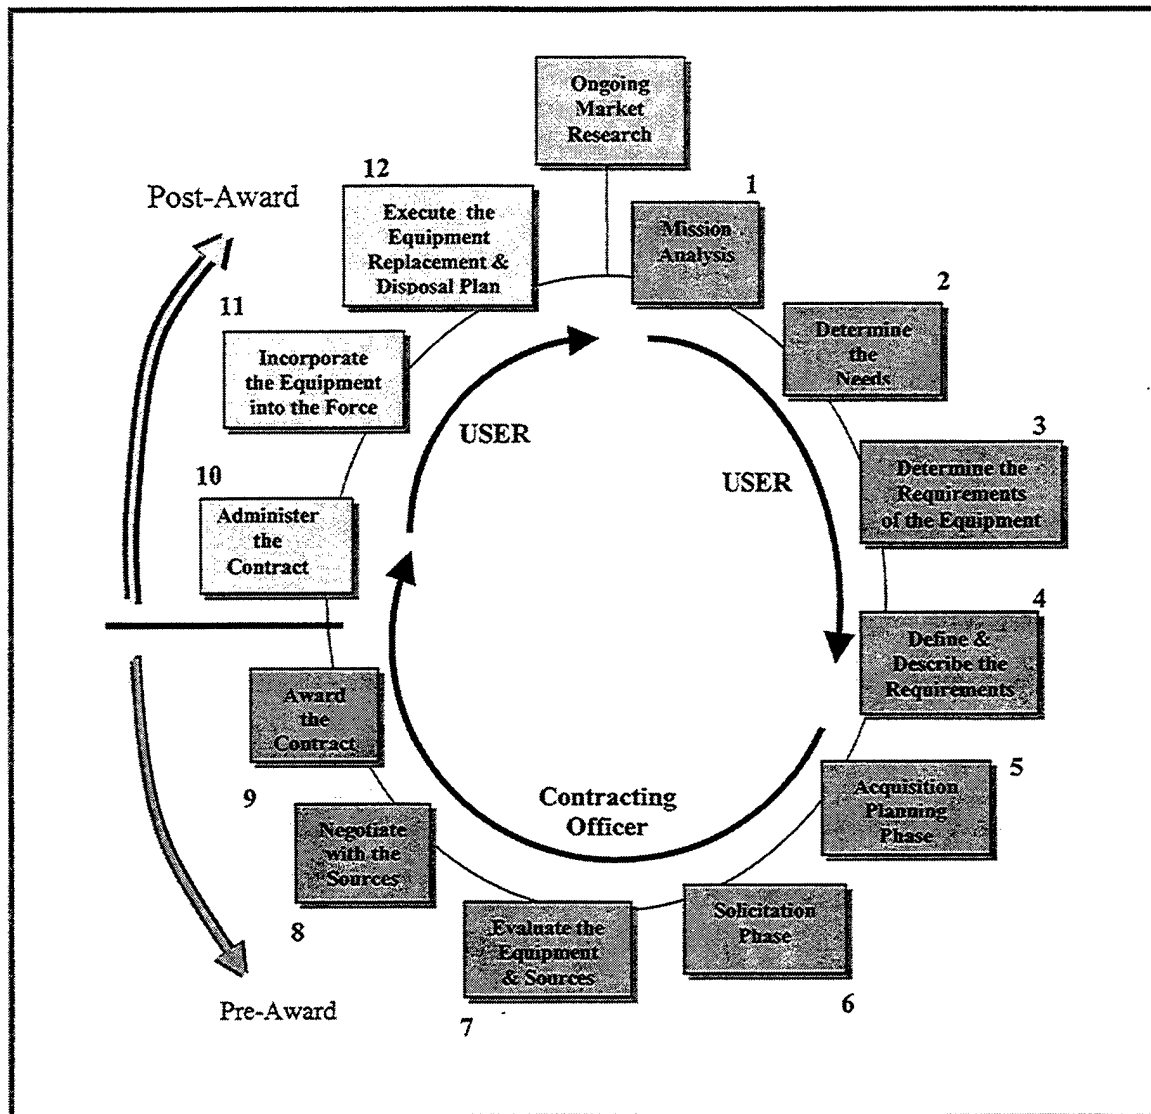 Ongoing
Market
Research
Post-Award
12
Execute the
Equipment
Replacement &
Disposal Plan
1
Mission
Analysis
2
Determine
the
Needs
11
Incorporate
the Equipment
into the Force
USER
USER
3
Determine the
Requirements
of the Equipment
10
Administer
the
Contract
4
Define &
Describe the
Requirements
Award
the
Contract
9
5
Acquisition
Planning
Phase
Contracting
Officer
Negotiate
with the
Sources
8
Solicitation
Phase
6
Evaluate the
Equipment
& Sources
7
Pre-Award